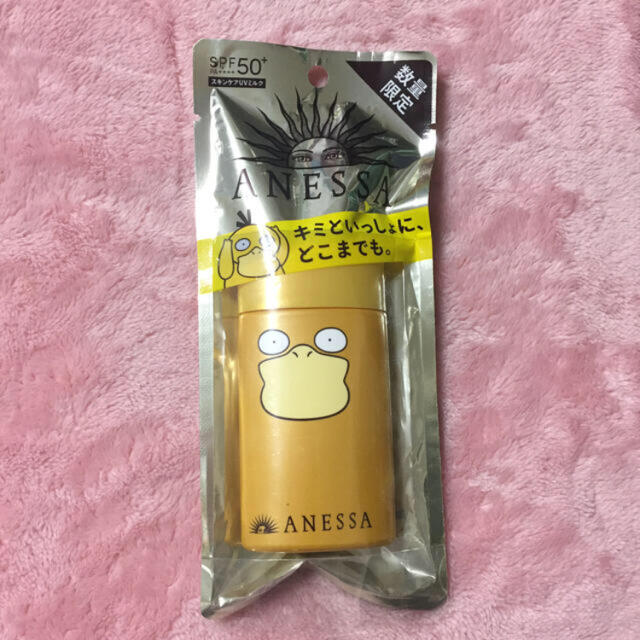 SPF50+
PA++++
スキンケアUVミルク
数量
限定
ANESSA
キミといっしょに、
どこまでも。
ANESSA